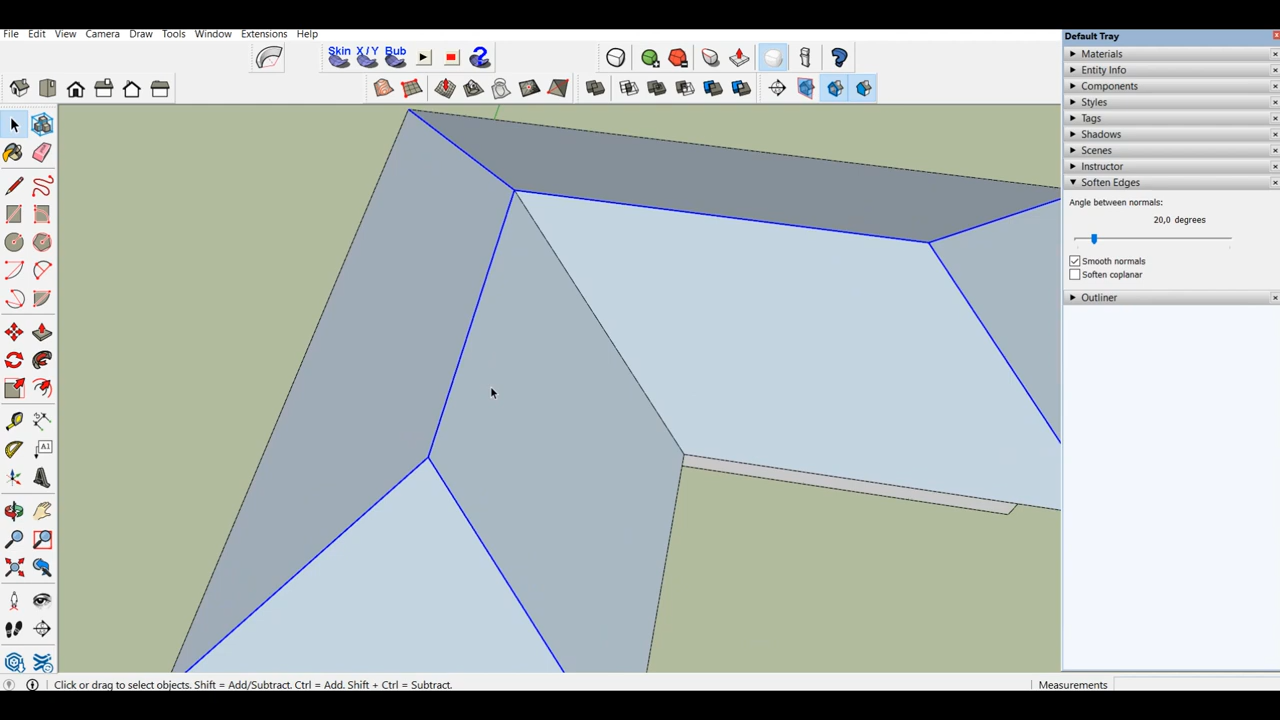 File Edit View Camera Draw Tools Window Extensions Help
Default Tray
Skin X/Y Bub
Materials
Entity Info
Components
Styles
Tags
Shadows
Scenes
Instructor
Soften Edges
Angle between normals:
20,0 degrees
Smooth normals
Soften coplanar
Outliner
A1
Click or drag to select objects. Shift = Add/Subtract. Ctrl = Add. Shift + Ctrl = Subtract.
Measurements